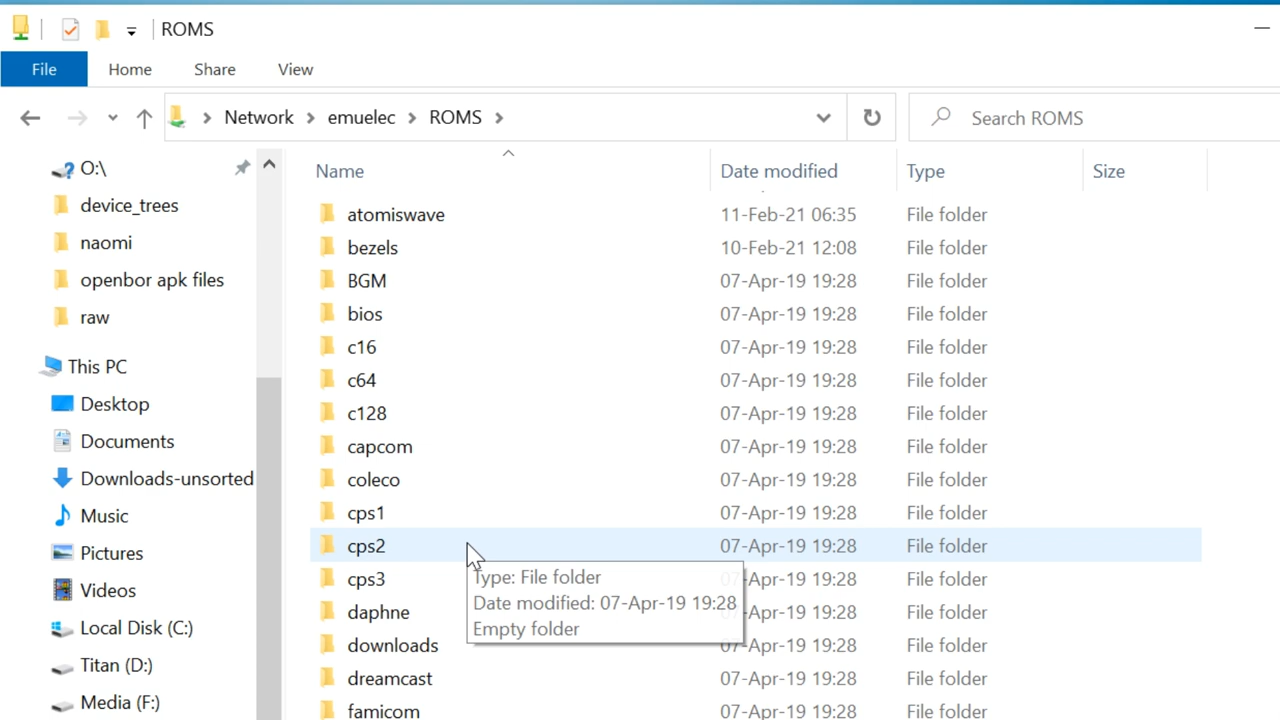 ROMS
File Home Share View
Network > emuelec > ROMS > Search ROMS
O:\
device_trees
naomi
openbor apk files
raw
This PC
Desktop
Documents
Downloads-unsorted
Music
Pictures
Videos
Local Disk (C:)
Titan (D:)
Media (F:)
Name Date modified Type Size
atomiswave 11-Feb-21 06:35 File folder
bezels 10-Feb-21 12:08 File folder
BGM 07-Apr-19 19:28 File folder
bios 07-Apr-19 19:28 File folder
c16 07-Apr-19 19:28 File folder
c64 07-Apr-19 19:28 File folder
c128 07-Apr-19 19:28 File folder
capcom 07-Apr-19 19:28 File folder
coleco 07-Apr-19 19:28 File folder
cps1 07-Apr-19 19:28 File folder
cps2 07-Apr-19 19:28 File folder
cps3 07-Apr-19 19:28 File folder
daphne 07-Apr-19 19:28 File folder
downloads 07-Apr-19 19:28 File folder
dreamcast 07-Apr-19 19:28 File folder
famicom 07-Apr-19 19:28 File folder
Type: File folder
Date modified: 07-Apr-19 19:28
Empty folder